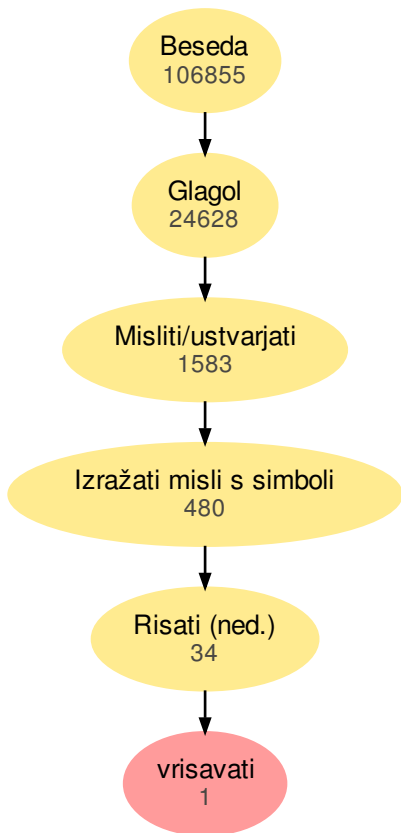 Beseda
106855
Glagol
24628
Misliti/ustvarjati
1583
Izražati misli s simboli
480
Risati (ned.)
34
vrisavati
1